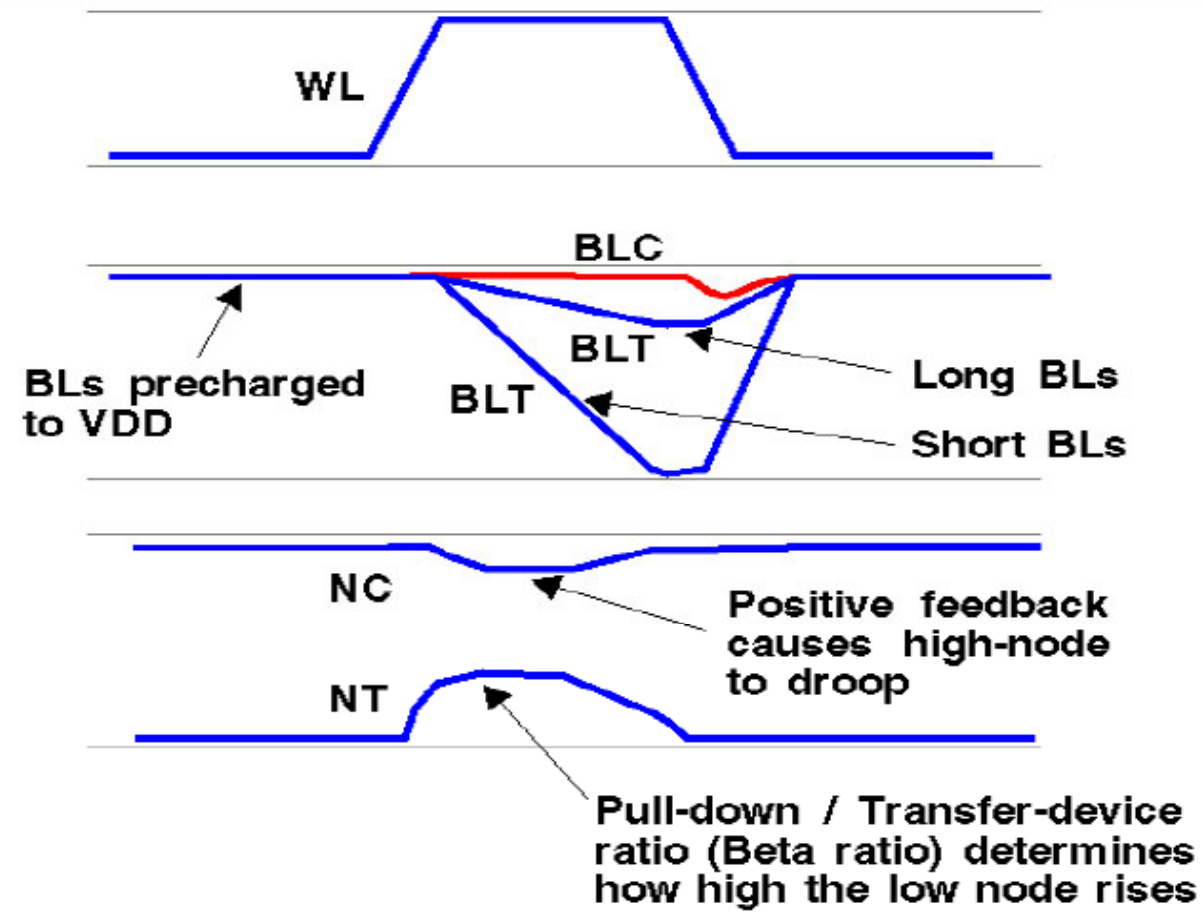 WL
BLC
BLT
BLT
Long BLs
Short BLs
BLs precharged
to VDD
NC
Positive feedback
causes high-node
to droop
NT
Pull-down / Transfer-device
ratio (Beta ratio) determines
how high the low node rises